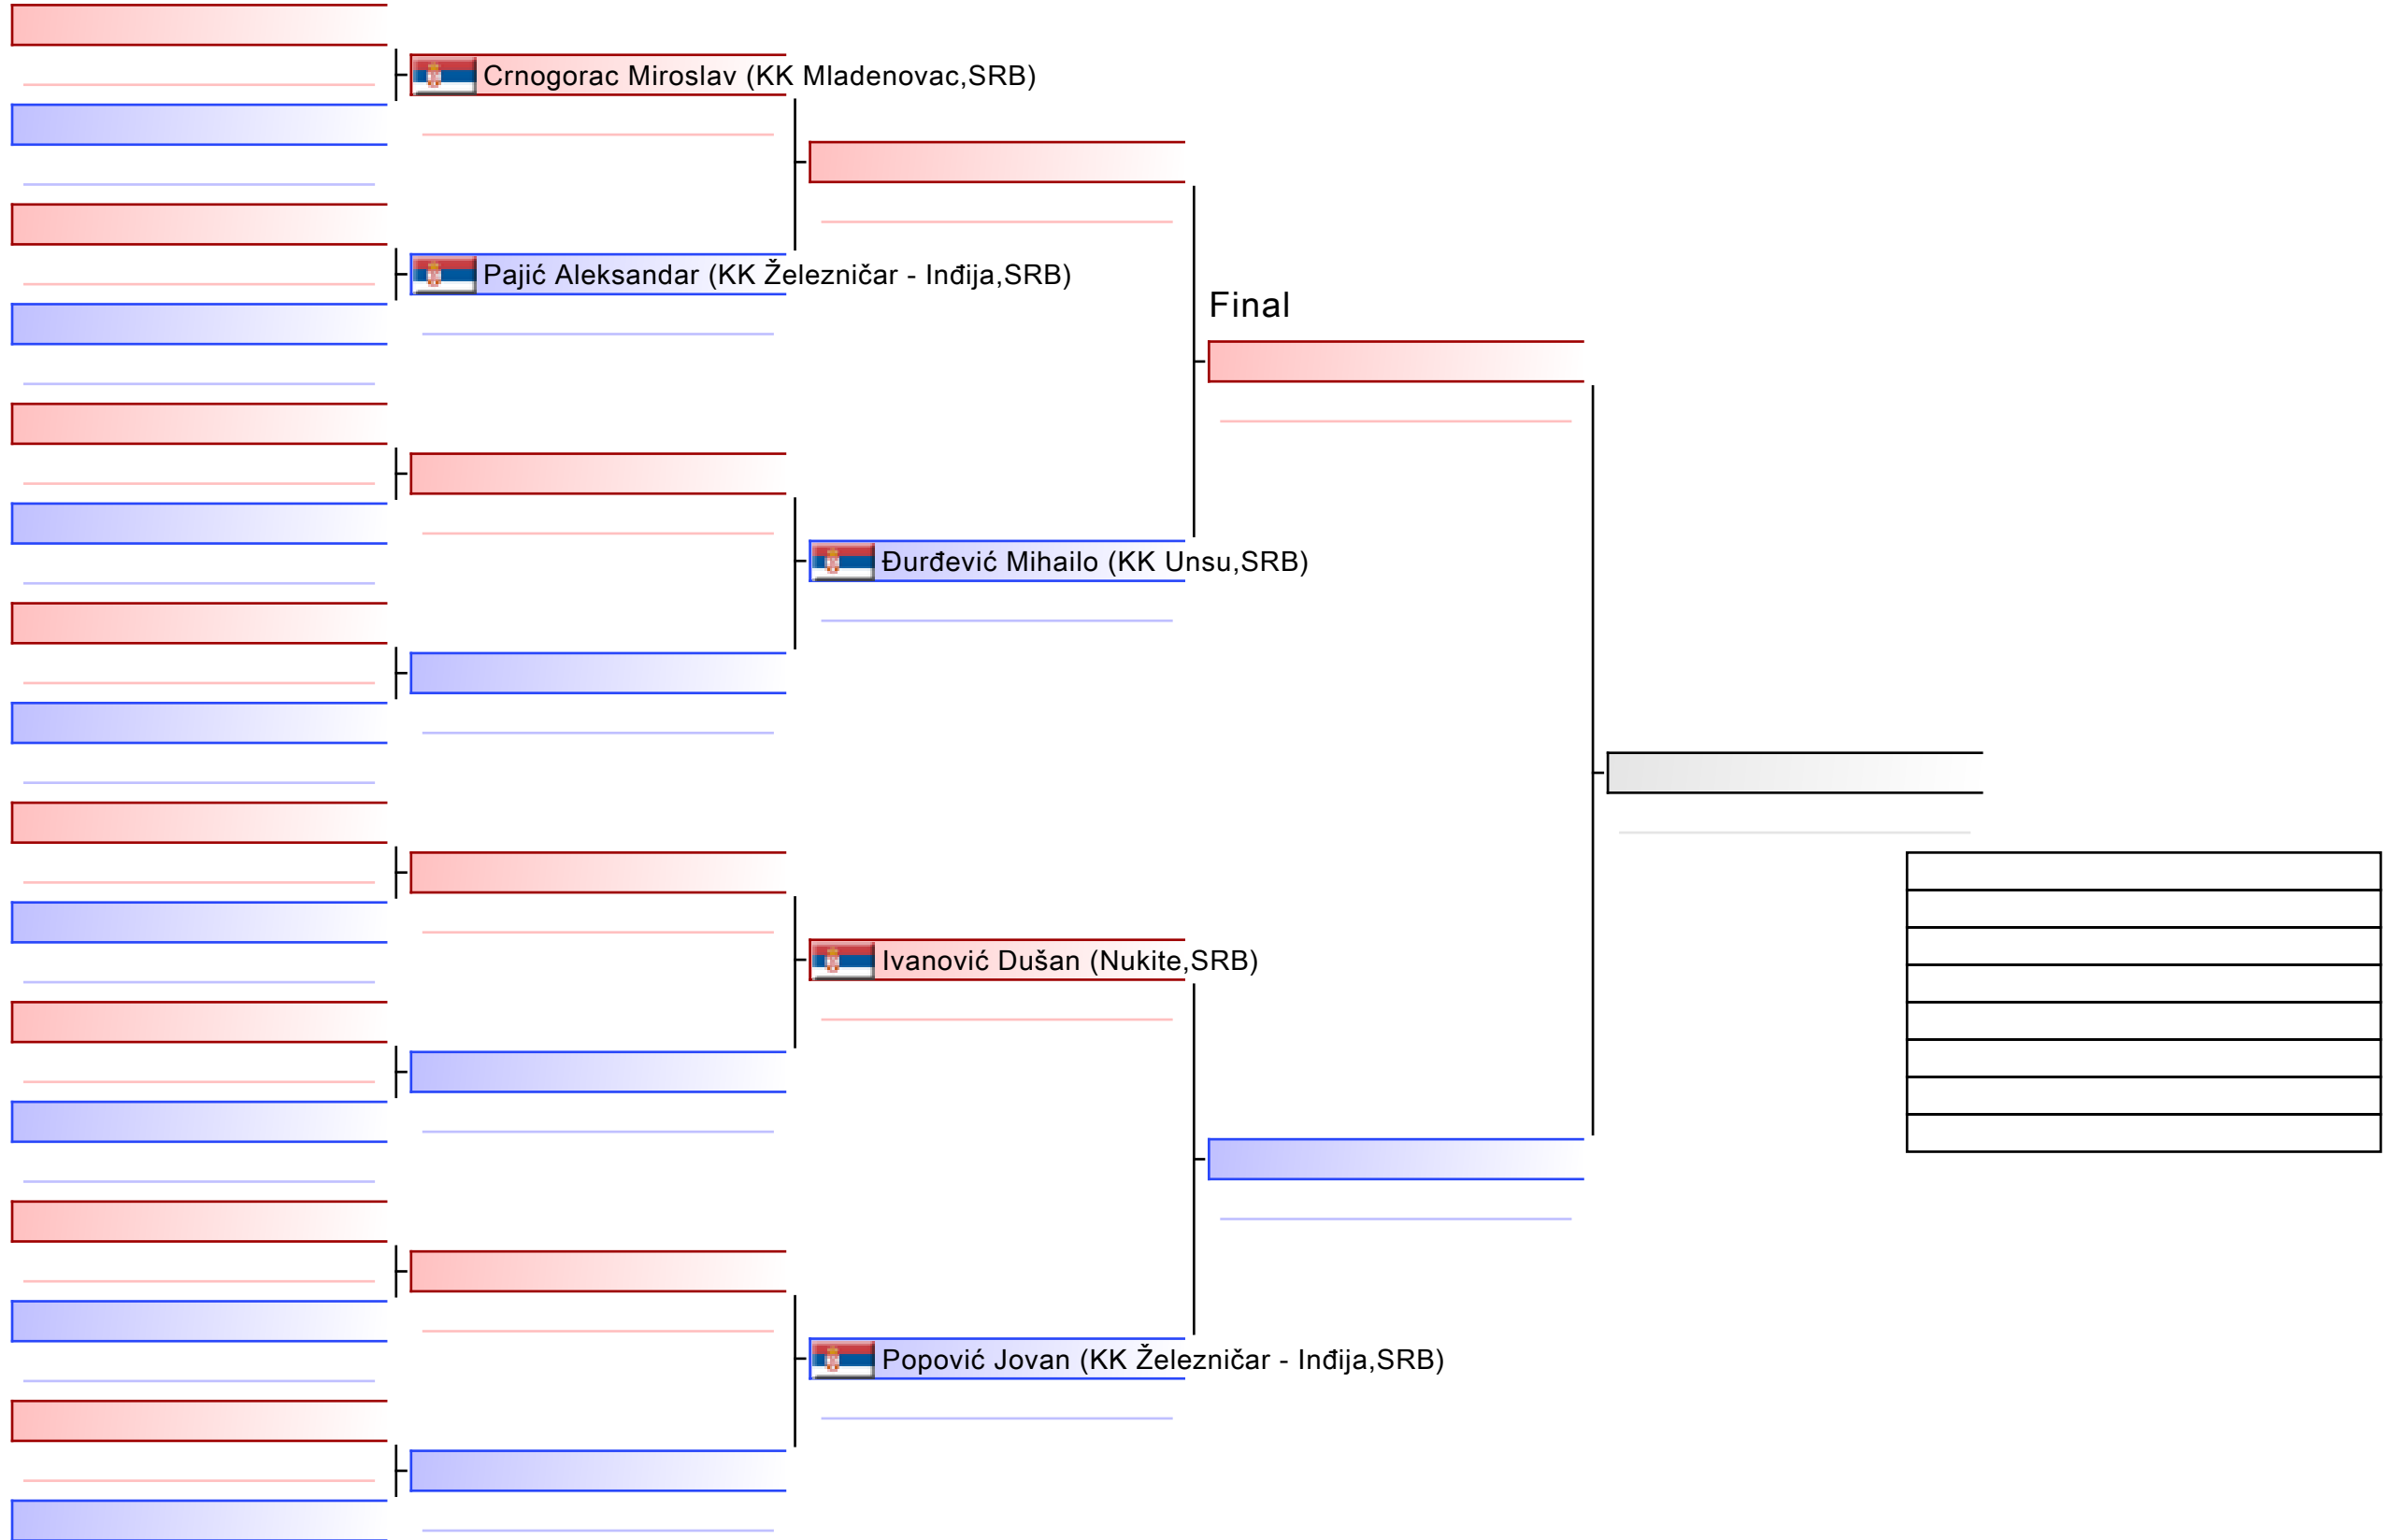 Crnogorac Miroslav (KK Mladenovac,SRB)
Pajić Aleksandar (KK Železničar - Inđija,SRB)
Final
Đurđević Mihailo (KK Unsu,SRB)
Ivanović Dušan (Nukite,SRB)
Popović Jovan (KK Železničar - Inđija,SRB)